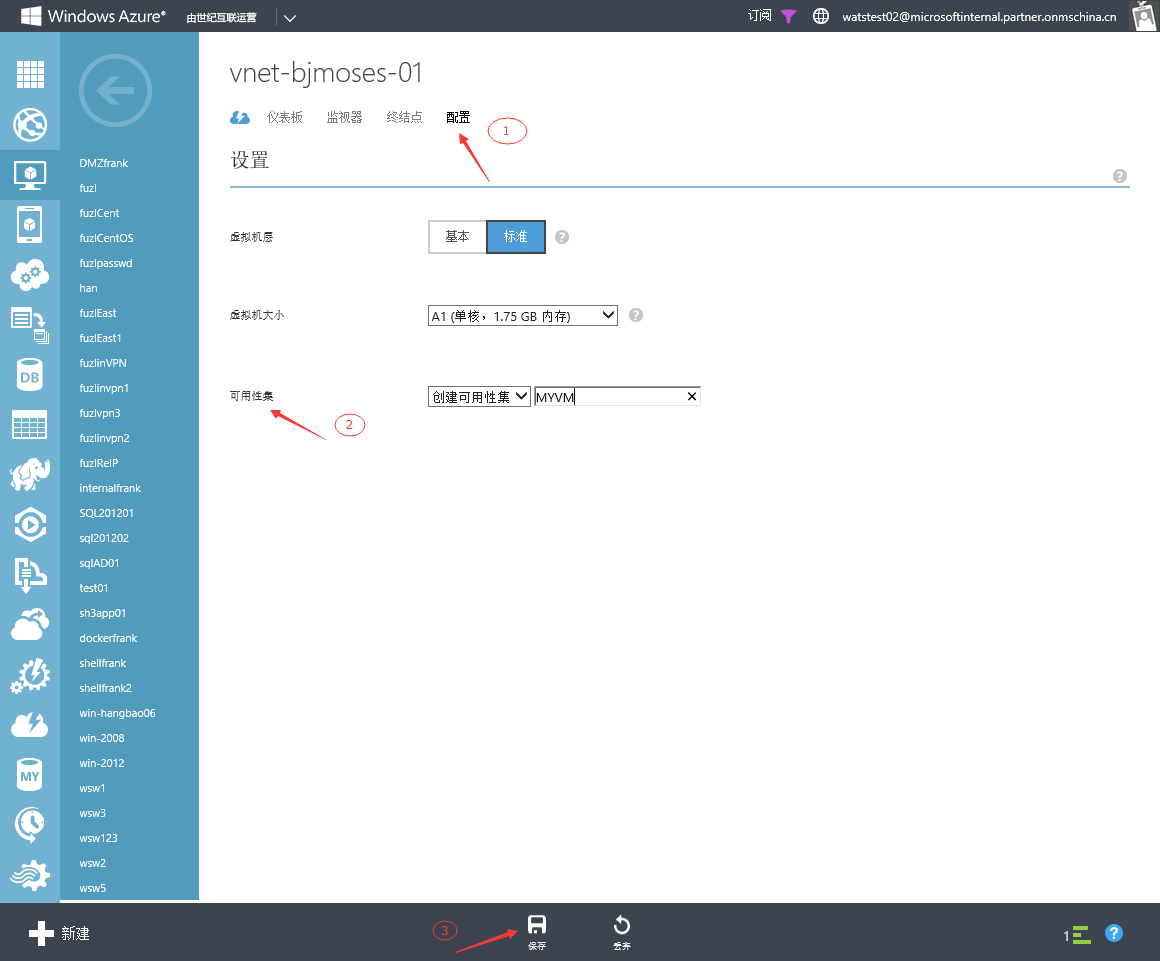 Windows Azure® 由世纪互联运营 订阅 watstest02@microsoftinternal.partner.onmschina.cn
vnet-bjmoses-01
仪表板 监视器 终结点 配置
1
设置
?
虚拟机层 基本 标准 ?
虚拟机大小 A1 (单核，1.75 GB 内存) ?
可用性集 创建可用性集 MYVM
2
DMZfrank
fuzl
fuzlCent
fuzlCentOS
fuzlpasswd
han
fuzlEast
fuzlEast1
fuzlinVPN
fuzlinvpn1
fuzlvpn3
fuzlinvpn2
fuzlReIP
internalfrank
SQL201201
sql201202
sqlAD01
test01
sh3app01
dockerfrank
shellfrank
shellfrank2
win-hangbao06
win-2008
win-2012
wsw1
wsw3
wsw123
wsw2
wsw5
DB
MY
新建
3
保存
丢弃
1
?